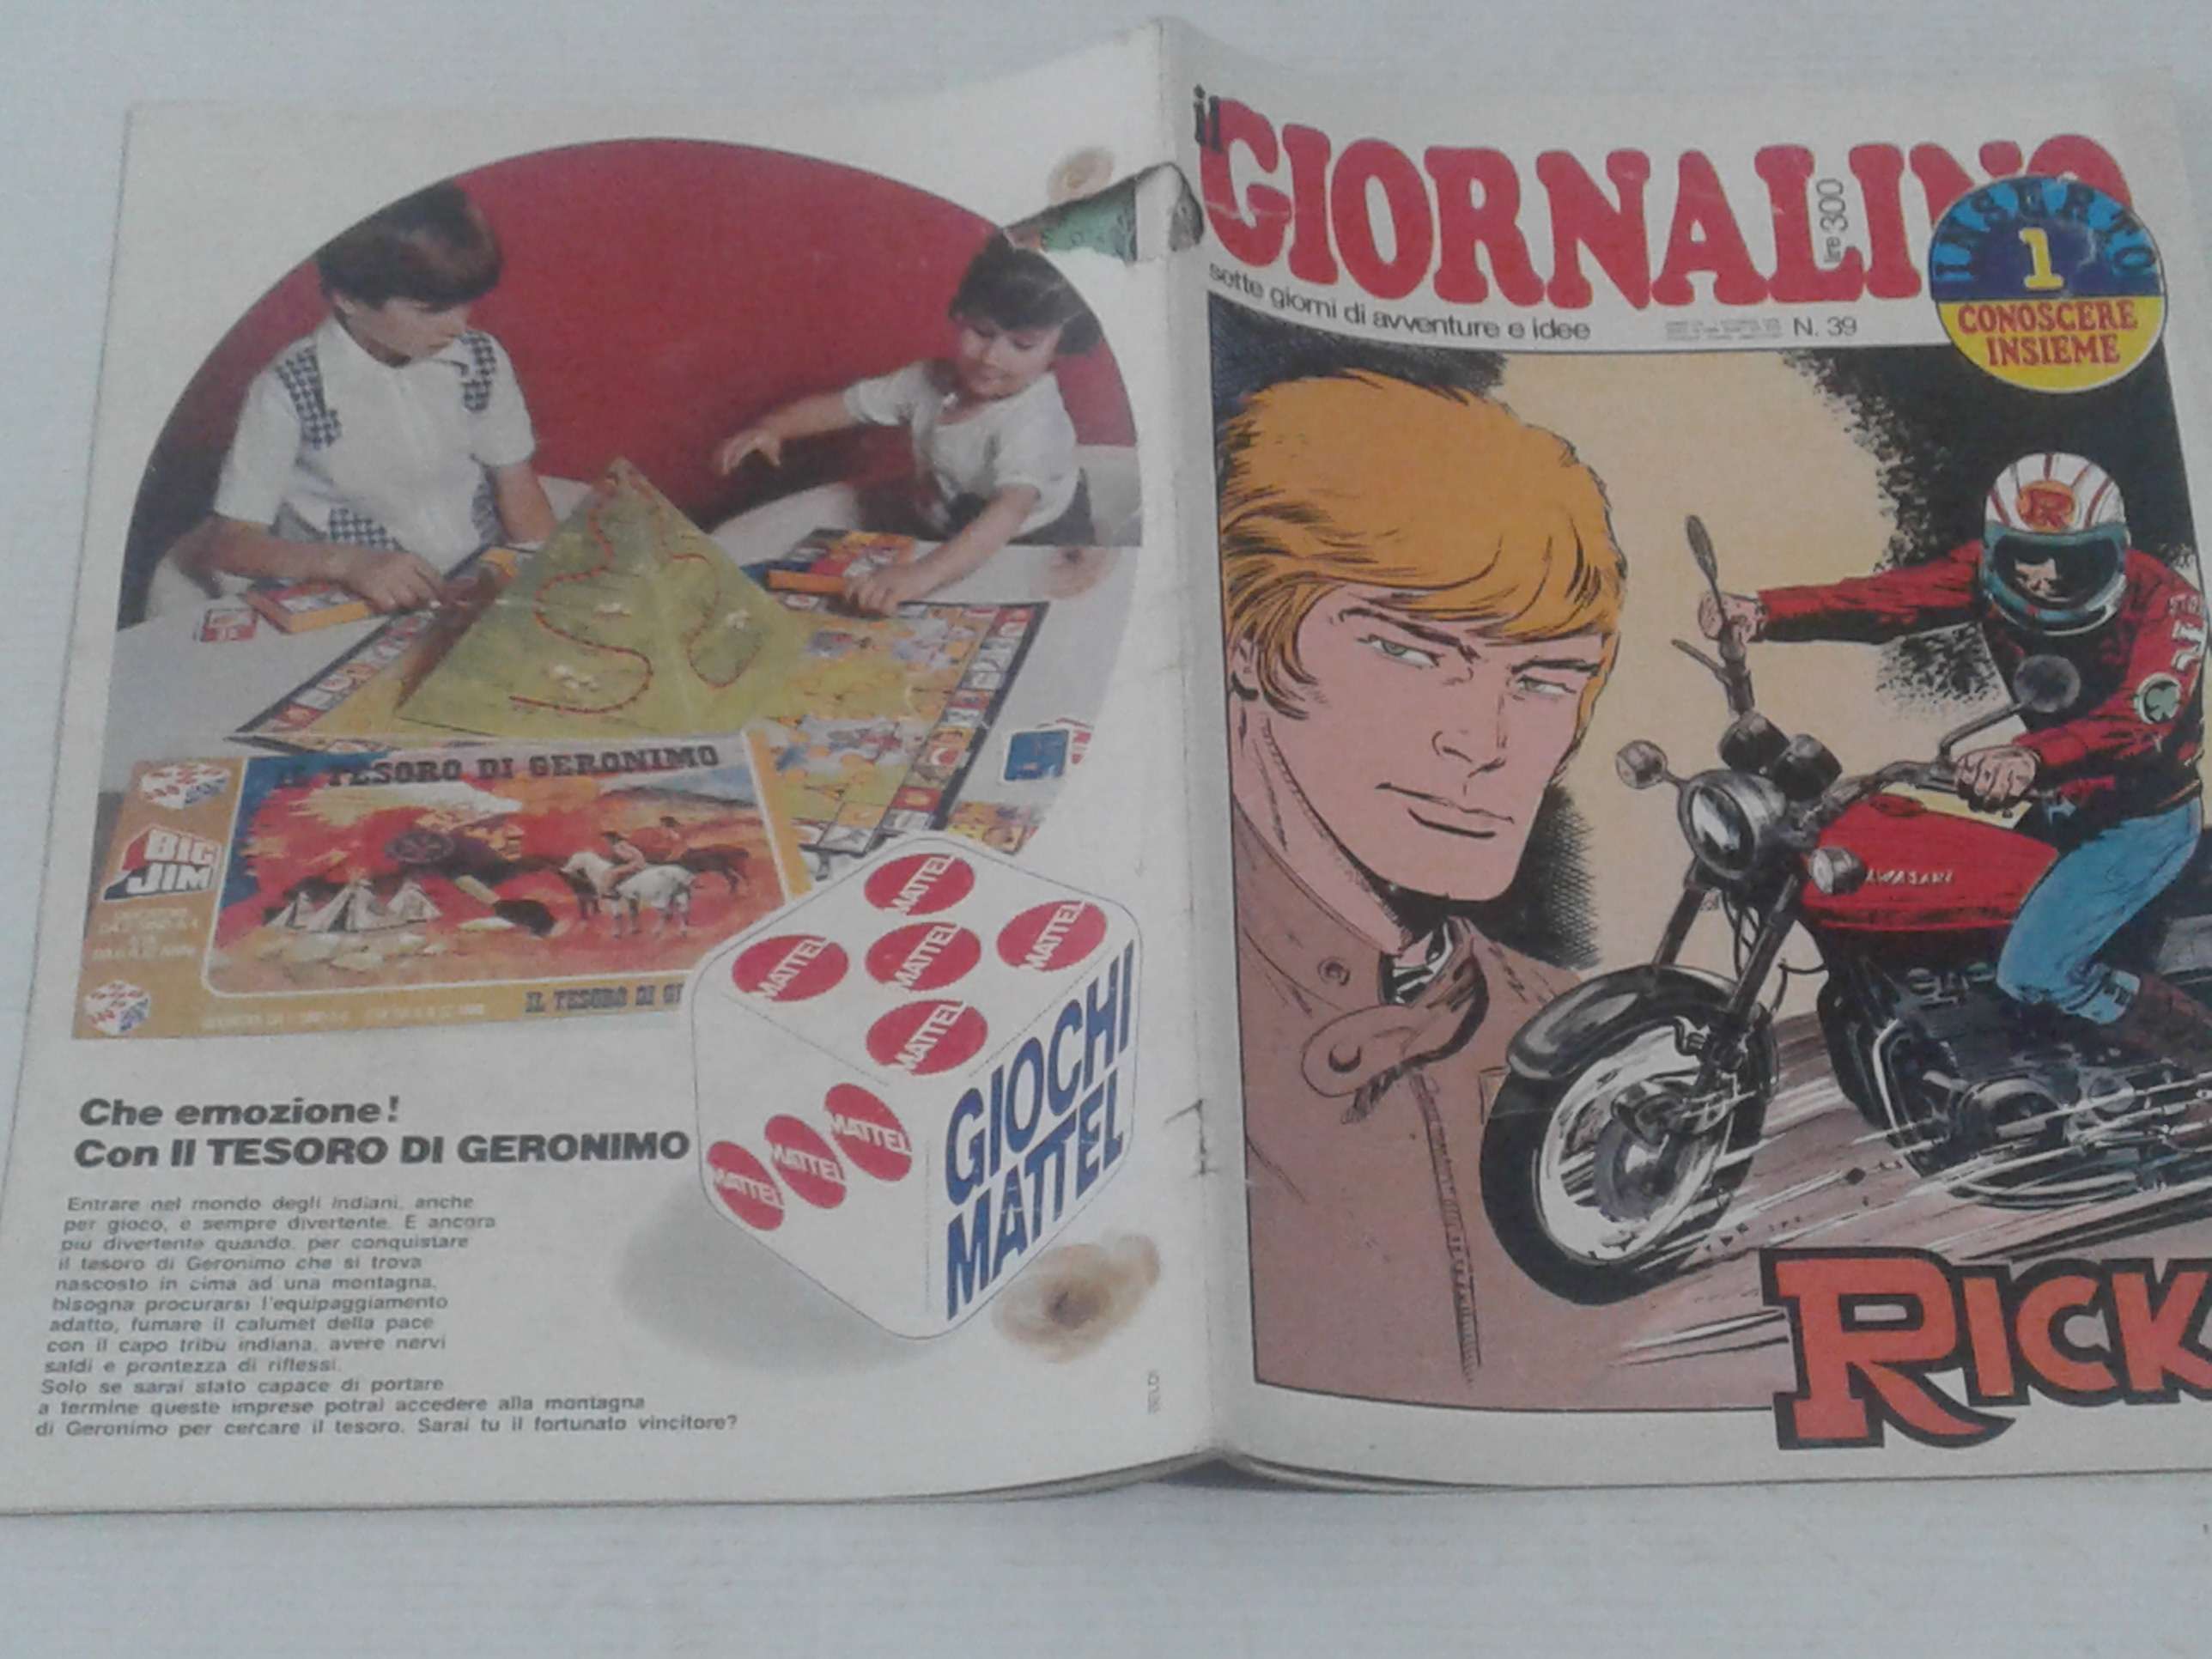 IL TESORO DI GERONIMO
BIG
JIM
IL TESORO DI
MATTEL
MATTEL
MATTEL
MATTEL
MATTEL
MATTEL
MATTEL
MATTEL
GIOCHI
MATTEL
Che emozione!
Con Il TESORO DI GERONIMO
Entrare nel mondo degli Indiani, anche
per gioco, e sempre divertente. E ancora
piu divertente quando, per conquistare
il tesoro di Geronimo che si trova
nascosto in cima ad una montagna,
bisogna procurarsi l'equipaggiamento
adatto, fumare il calumet della pace
con il capo tribù indiana, avere nervi
saldi e prontezza di riflessi.
Solo se sarai stato capace di portare
a termine queste imprese potrai accedere alla montagna
di Geronimo per cercare il tesoro. Sarai tu il fortunato vincitore?
il GIORNALINO
lire 300
sette giorni di avventure e idee
N. 39
INSERTO
1
CONOSCERE
INSIEME
R
KAWASAKI
RICK